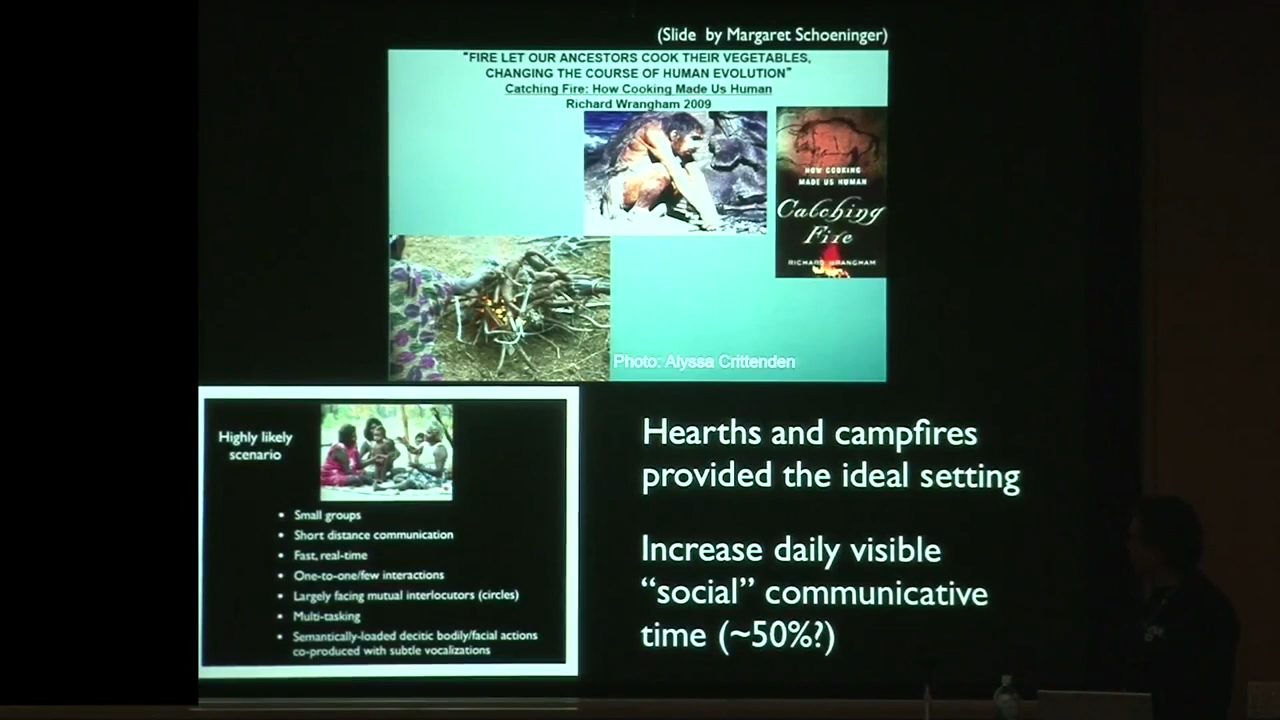 (Slide by Margaret Schoeninger)
"FIRE LET OUR ANCESTORS COOK THEIR VEGETABLES,
CHANGING THE COURSE OF HUMAN EVOLUTION"
Catching Fire: How Cooking Made Us Human
Richard Wrangham 2009
HOW COOKING
MADE US HUMAN
Catching
Fire
RICHARD WRANGHAM
Photo: Alyssa Crittenden
Highly likely
scenario
• Small groups
• Short distance communication
• Fast, real-time
• One-to-one/few interactions
• Largely facing mutual interlocutors (circles)
• Multi-tasking
• Semantically-loaded decitic bodily/facial actions
co-produced with subtle vocalizations
Hearths and campfires
provided the ideal setting
Increase daily visible
“social” communicative
time (~50%?)